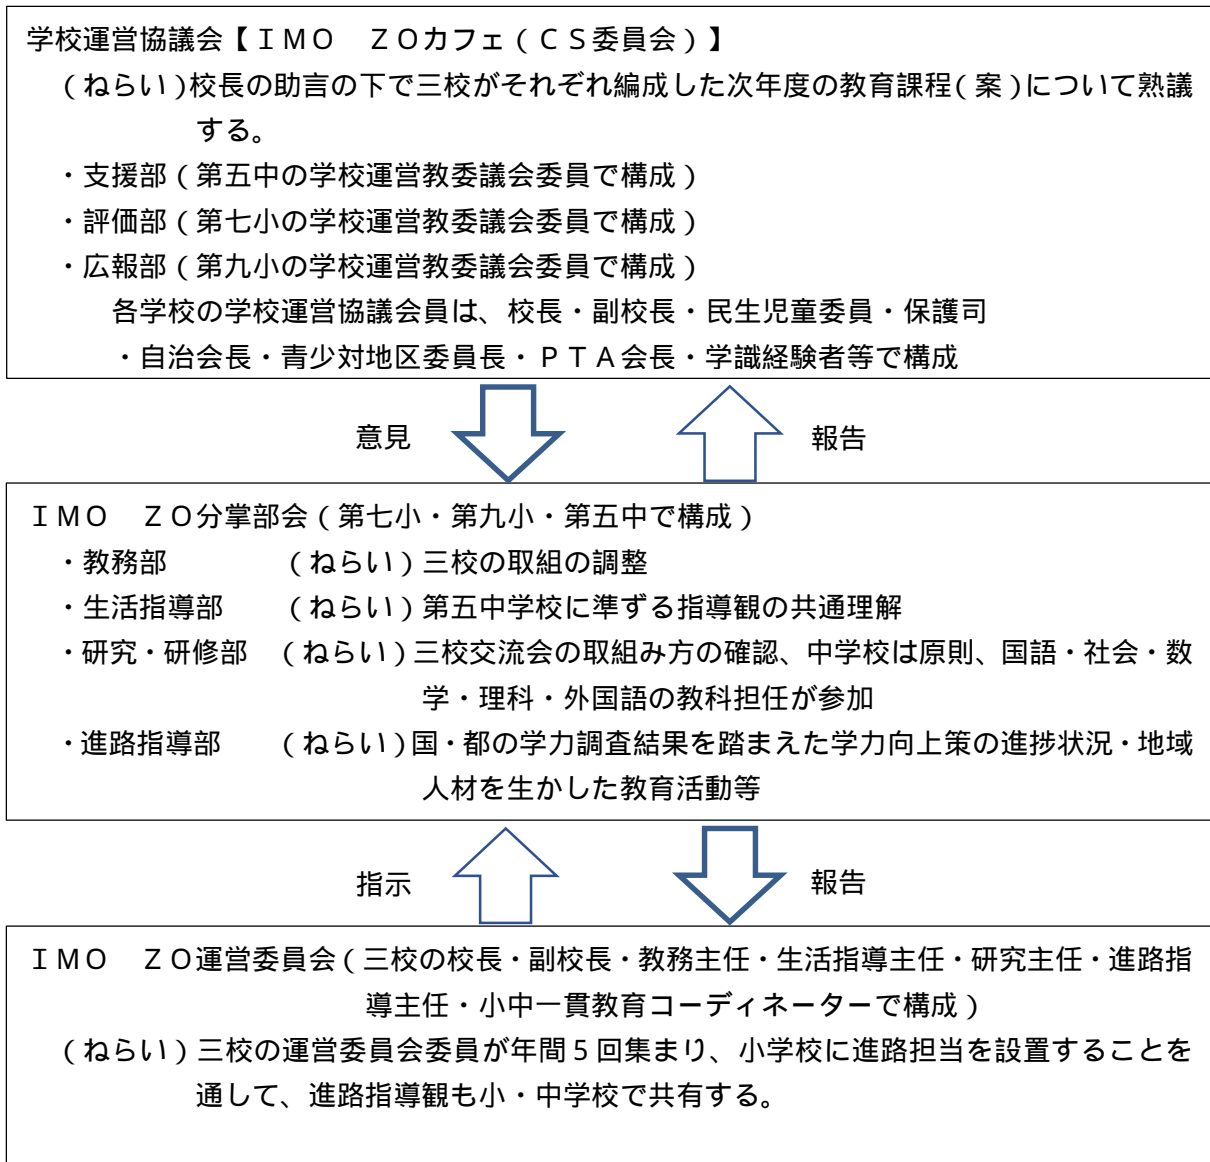 学校運営協議会【ＩＭＯ　ＺＯカフェ（ＣＳ委員会）】
（ねらい）校長の助言の下で三校がそれぞれ編成した次年度の教育課程（案）について熟議
する。
・支援部（第五中の学校運営教委議会委員で構成）
・評価部（第七小の学校運営教委議会委員で構成）
・広報部（第九小の学校運営教委議会委員で構成）
各学校の学校運営協議会員は、校長・副校長・民生児童委員・保護司
・自治会長・青少対地区委員長・ＰＴＡ会長・学識経験者等で構成
意見
報告
ＩＭＯ　ＺＯ分掌部会（第七小・第九小・第五中で構成）
・教務部　　　　（ねらい）三校の取組の調整
・生活指導部　　（ねらい）第五中学校に準ずる指導観の共通理解
・研究・研修部　（ねらい）三校交流会の取組み方の確認、中学校は原則、国語・社会・数
学・理科・外国語の教科担任が参加
・進路指導部　　（ねらい）国・都の学力調査結果を踏まえた学力向上策の進捗状況・地域
人材を生かした教育活動等
指示
報告
ＩＭＯ　ＺＯ運営委員会（三校の校長・副校長・教務主任・生活指導主任・研究主任・進路指
導主任・小中一貫教育コーディネーターで構成）
（ねらい）三校の運営委員会委員が年間５回集まり、小学校に進路担当を設置することを
通して、進路指導観も小・中学校で共有する。